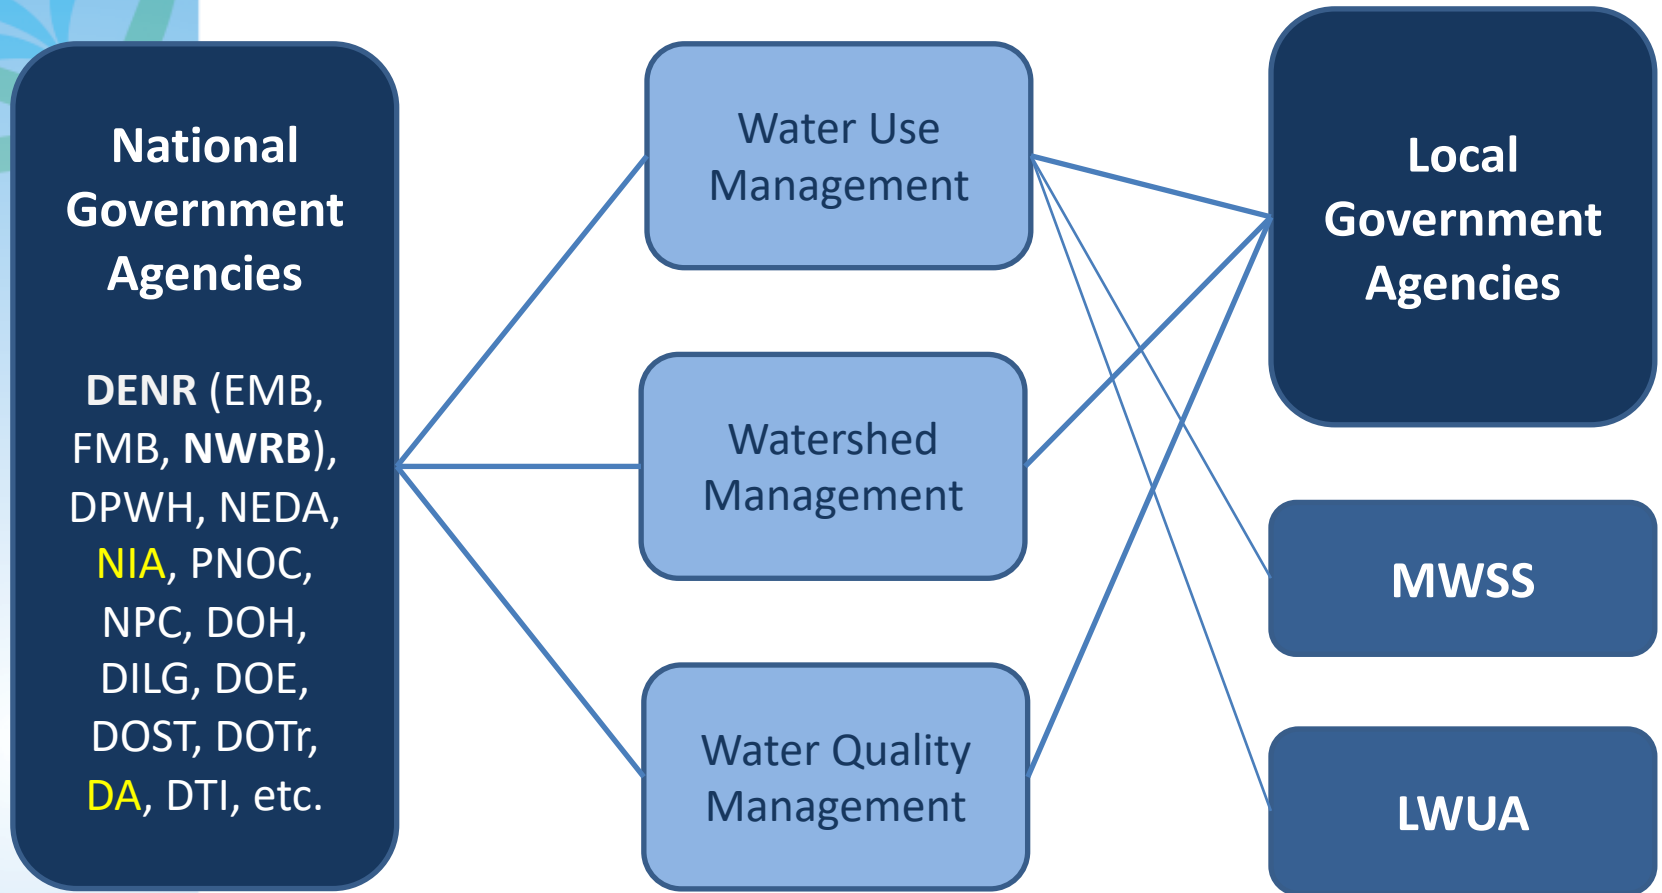 National
Government
Agencies
DENR (EMB,
FMB, NWRB),
DPWH, NEDA,
NIA, PNOC,
NPC, DOH,
DILG, DOE,
DOST, DOTr,
DA, DTI, etc.
Water Use
Management
Watershed
Management
Water Quality
Management
Local
Government
Agencies
MWSS
LWUA